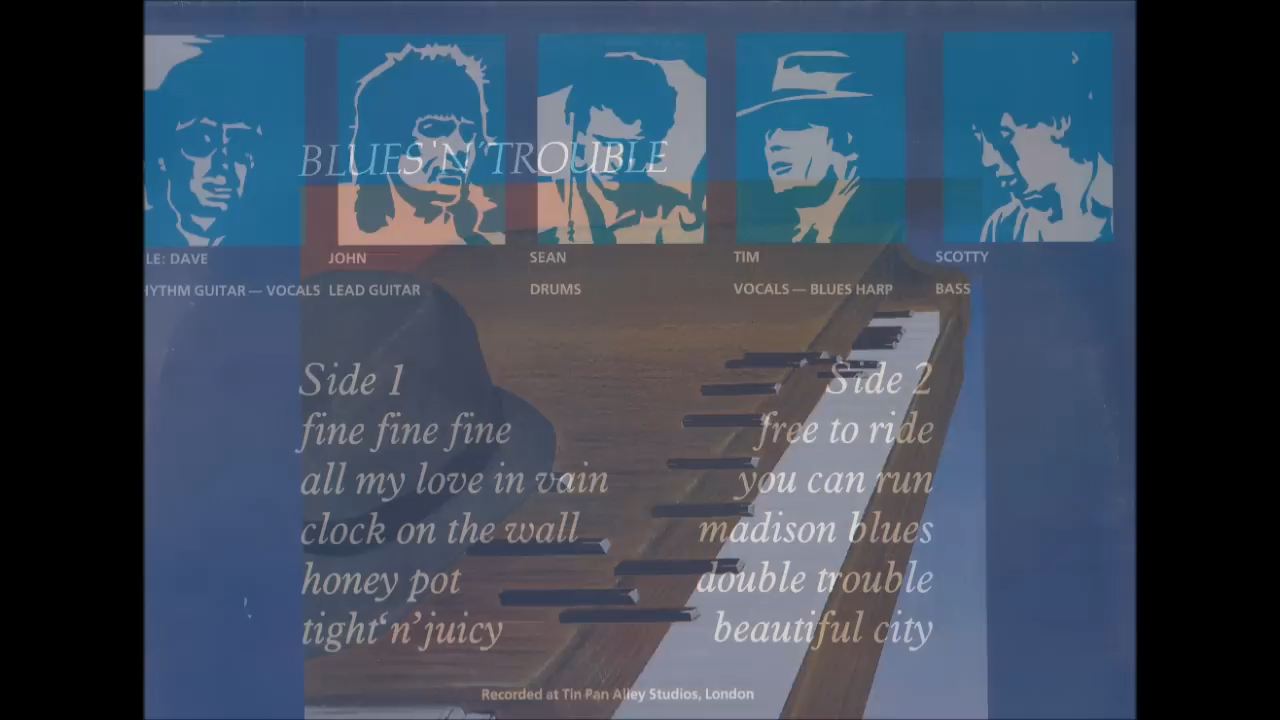 BLUES 'N' TROUBLE
LE: DAVE JOHN SEAN TIM SCOTTY
HYTHM GUITAR — VOCALS LEAD GUITAR DRUMS VOCALS — BLUES HARP BASS
Side 1
fine fine fine
all my love in vain
clock on the wall
honey pot
tight‘n’juicy
Side 2
free to ride
you can run
madison blues
double trouble
beautiful city
Recorded at Tin Pan Alley Studios, London